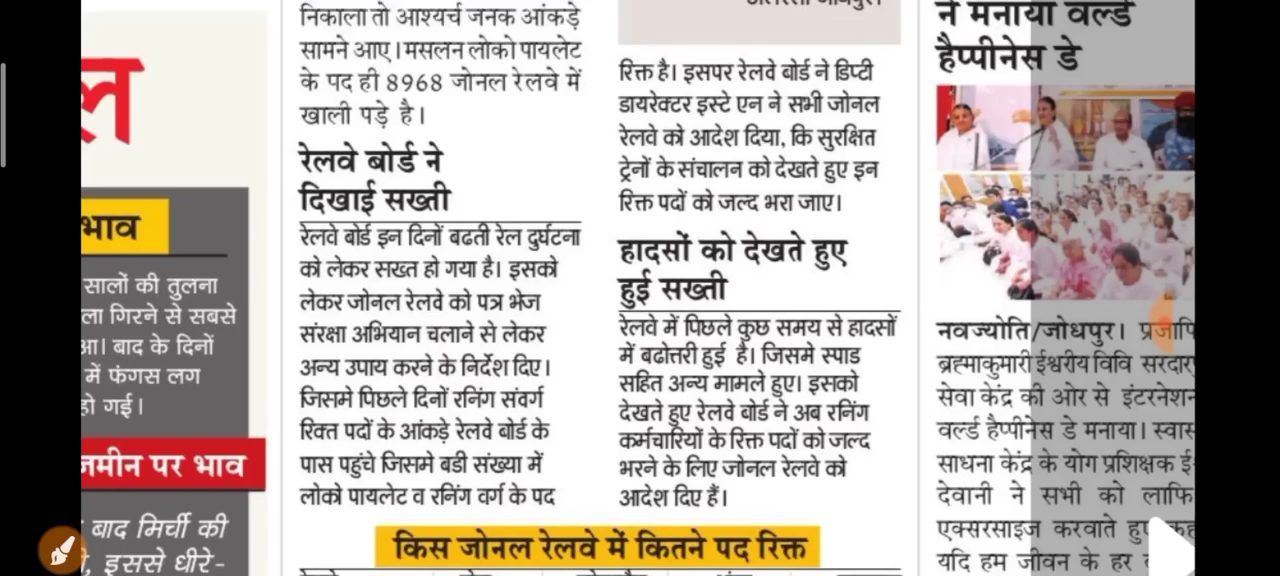 ल
भाव
सालों की तुलना
ला गिरने से सबसे
आ। बाद के दिनों
में फंगस लग
हो गई।
जमीन पर भाव
बाद मिर्ची की
इससे धीरे-
निकाला तो आश्यर्च जनक आंकड़े
सामने आए। मसलन लोको पायलेट
के पद ही 8968 जोनल रेलवे में
खाली पड़े है।
रेलवे बोर्ड ने
दिखाई सख्ती
रेलवे बोर्ड इन दिनों बढती रेल दुर्घटना
को लेकर सख्त हो गया है। इसको
लेकर जोनल रेलवे को पत्र भेज
संरक्षा अभियान चलाने से लेकर
अन्य उपाय करने के निर्देश दिए।
जिसमे पिछले दिनों रनिंग संवर्ग
रिक्त पदों के आंकड़े रेलवे बोर्ड के
पास पहुंचे जिसमे बडी संख्या में
लोको पायलेट व रनिंग वर्ग के पद
रिक्त है। इसपर रेलवे बोर्ड ने डिप्टी
डायरेक्टर इस्टे एन ने सभी जोनल
रेलवे को आदेश दिया, कि सुरक्षित
ट्रेनों के संचालन को देखते हुए इन
रिक्त पदों को जल्द भरा जाए।
हादसों को देखते हुए
हुई सख्ती
रेलवे में पिछले कुछ समय से हादसों
में बढोत्तरी हुई है। जिसमे स्पाड
सहित अन्य मामले हुए। इसको
देखते हुए रेलवे बोर्ड ने अब रनिंग
कर्मचारियों के रिक्त पदों को जल्द
भरने के लिए जोनल रेलवे को
आदेश दिए हैं।
किस जोनल रेलवे में कितने पद रिक्त
ने मनाया वर्ल्ड
हैप्पीनेस डे
नवज्योति/जोधपुर। प्रजापि
ब्रह्माकुमारी ईश्वरीय विवि सरदार
सेवा केंद्र की ओर से इंटरनेशन
वर्ल्ड हैप्पीनेस डे मनाया। स्वास
साधना केंद्र के योग प्रशिक्षक ई
देवानी ने सभी को लाफि
एक्सरसाइज करवाते हुए कह
यदि हम जीवन के हर